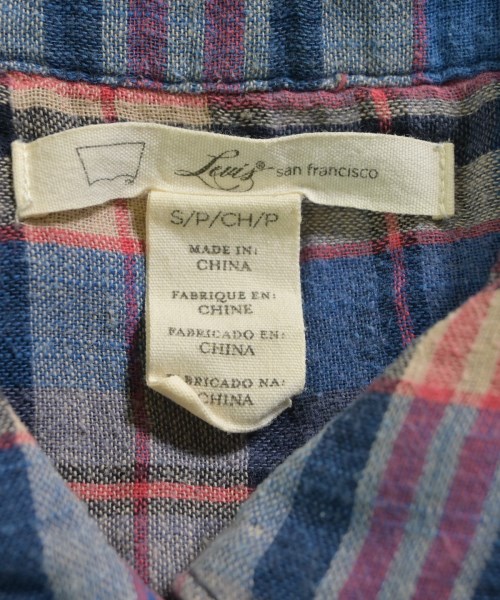 Levi's®-san francisco
S/P/CH/P
MADE IN:
CHINA
FABRIQUE EN:
CHINE
FABRICADO EN:
CHINA
FABRICADO NA:
CHINA